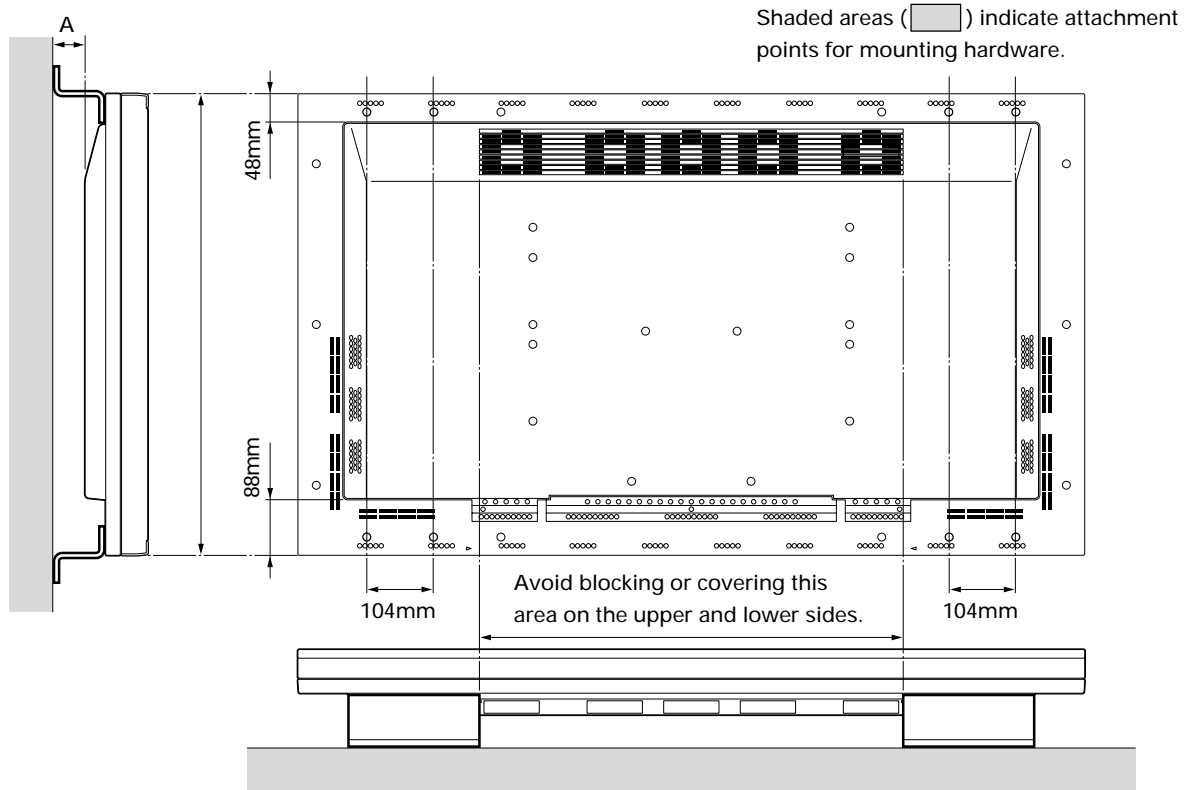 Shaded areas ( ) indicate attachment
points for mounting hardware.
A
48mm
88mm
104mm
104mm
Avoid blocking or covering this
area on the upper and lower sides.